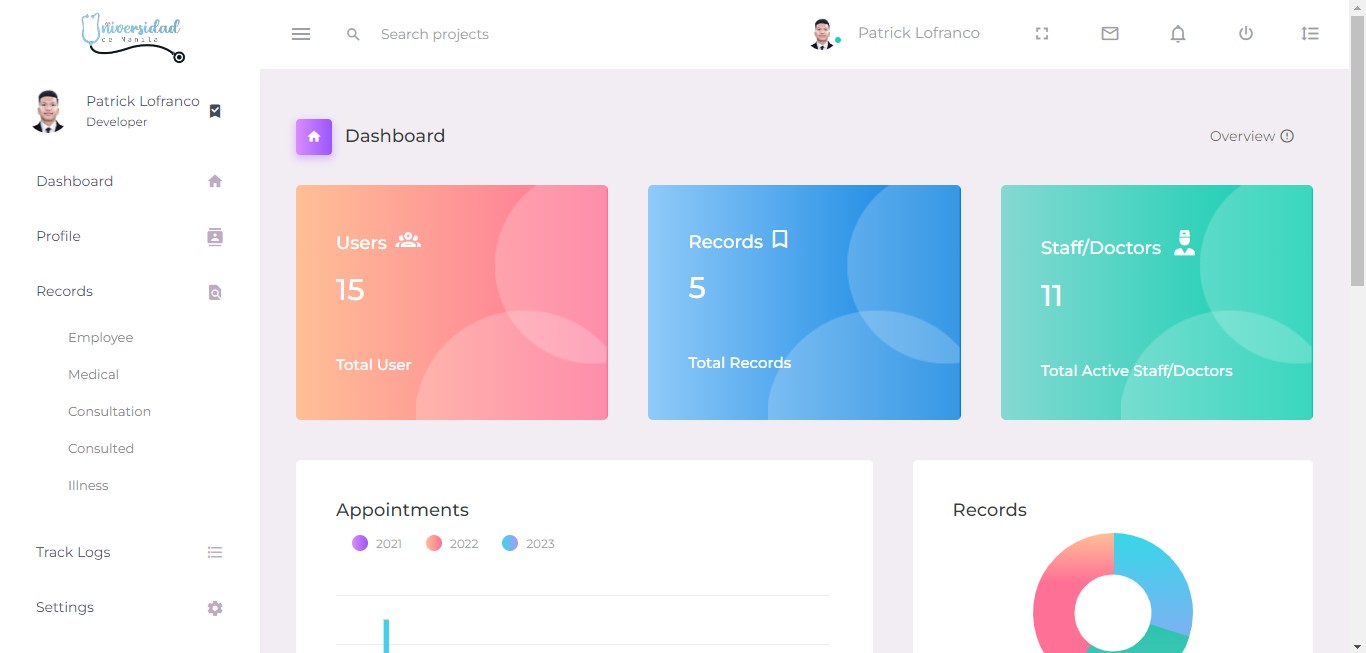 Universidad
de Manila
Search projects
Patrick Lofranco
Patrick Lofranco
Developer
Dashboard
Profile
Records
Employee
Medical
Consultation
Consulted
Illness
Track Logs
Settings
Dashboard
Overview
Users
15
Total User
Records
5
Total Records
Staff/Doctors
11
Total Active Staff/Doctors
Appointments
2021 2022 2023
Records